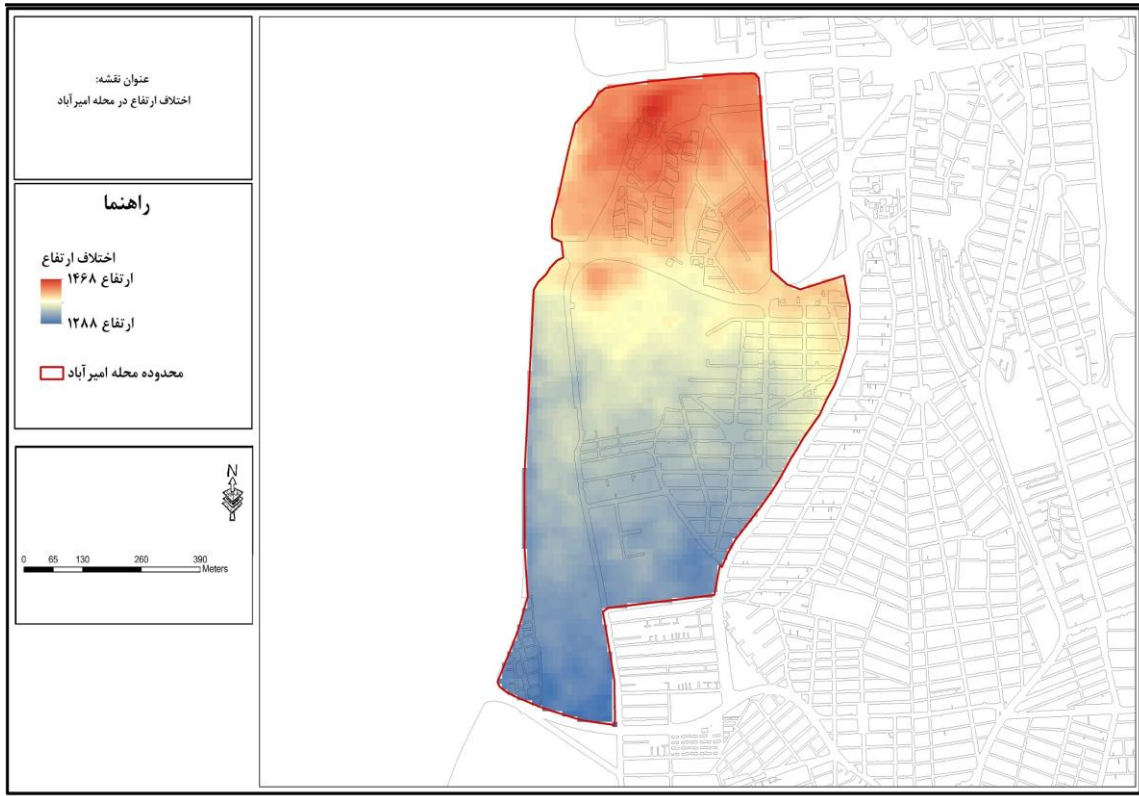 عنوان نقشه:
اختلاف ارتفاع در محله امیرآباد
راهنما
اختلاف ارتفاع
ارتفاع ۱۴۶۸
ارتفاع ۱۲۸۸
محدوده محله امیرآباد
N
0 65 130 260 390
Meters